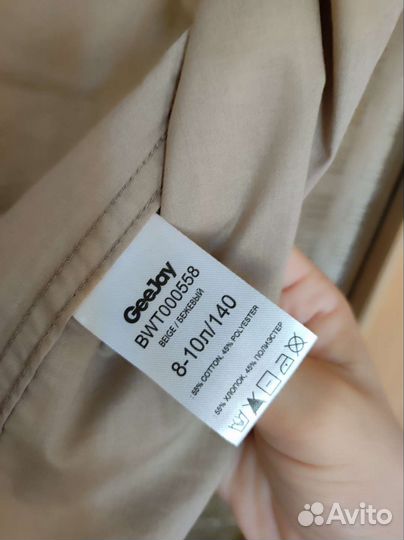 GeeJay
BWT000558
BEIGE / БЕЖЕВЫЙ
8-10л/140
55% COTTON, 45% POLYESTER
55% ХЛОПОК, 45% ПОЛИЭСТЕР
Avito